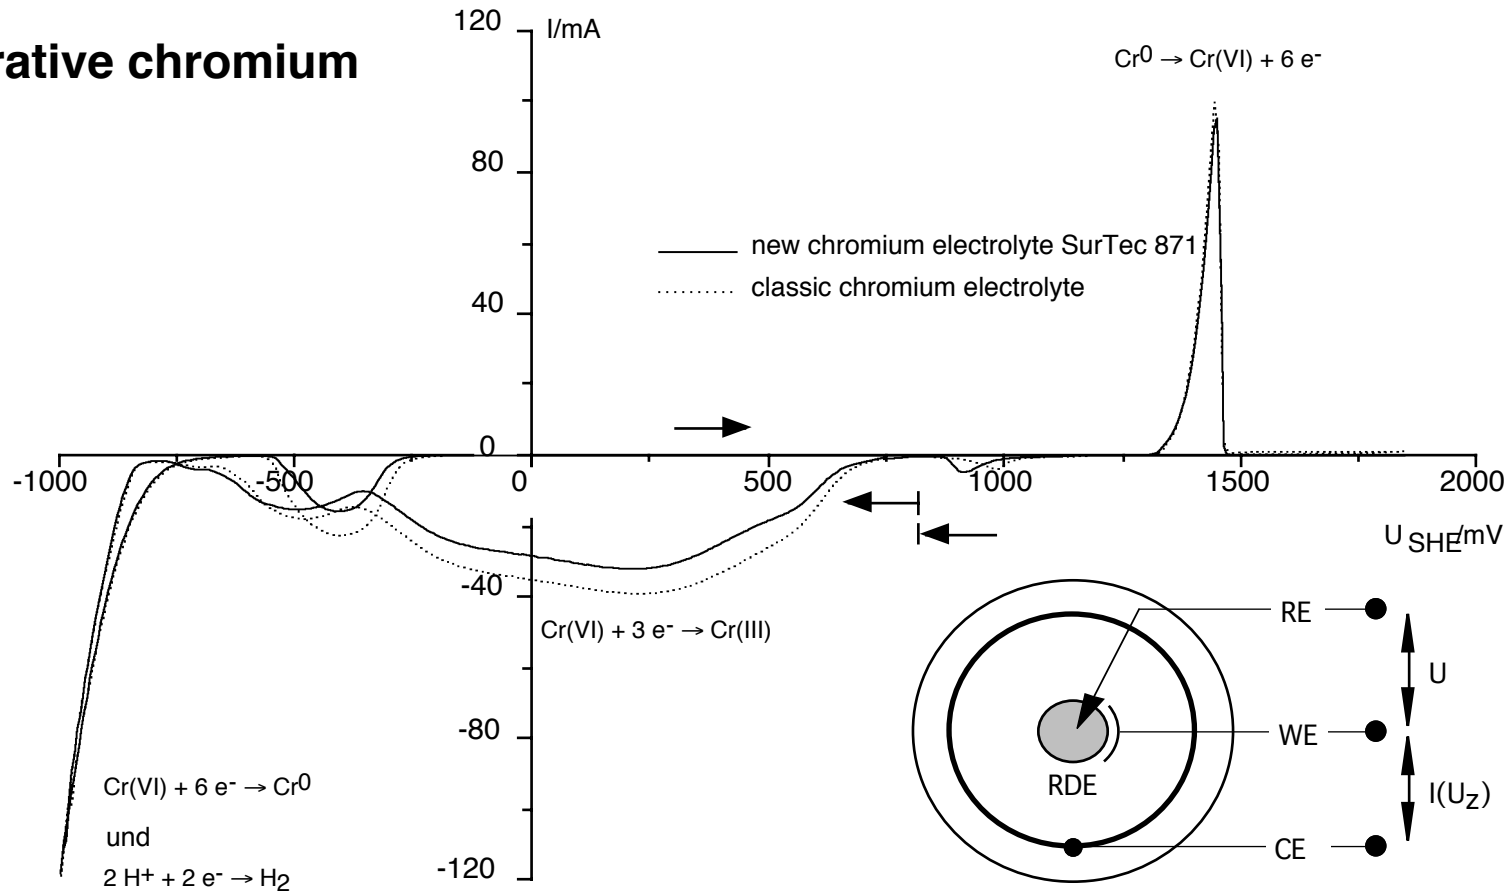 120
I/mA
rative chromium
Cr⁰ → Cr(VI) + 6 e⁻
80
new chromium electrolyte SurTec 871
classic chromium electrolyte
40
0
-1000 -500 0 500 1000 1500 2000
U SHE/mV
-40
Cr(VI) + 3 e⁻ → Cr(III)
RE
U
-80
WE
RDE
Cr(VI) + 6 e⁻ → Cr⁰
I(U_Z)
und
CE
-120
2 H⁺ + 2 e⁻ → H₂